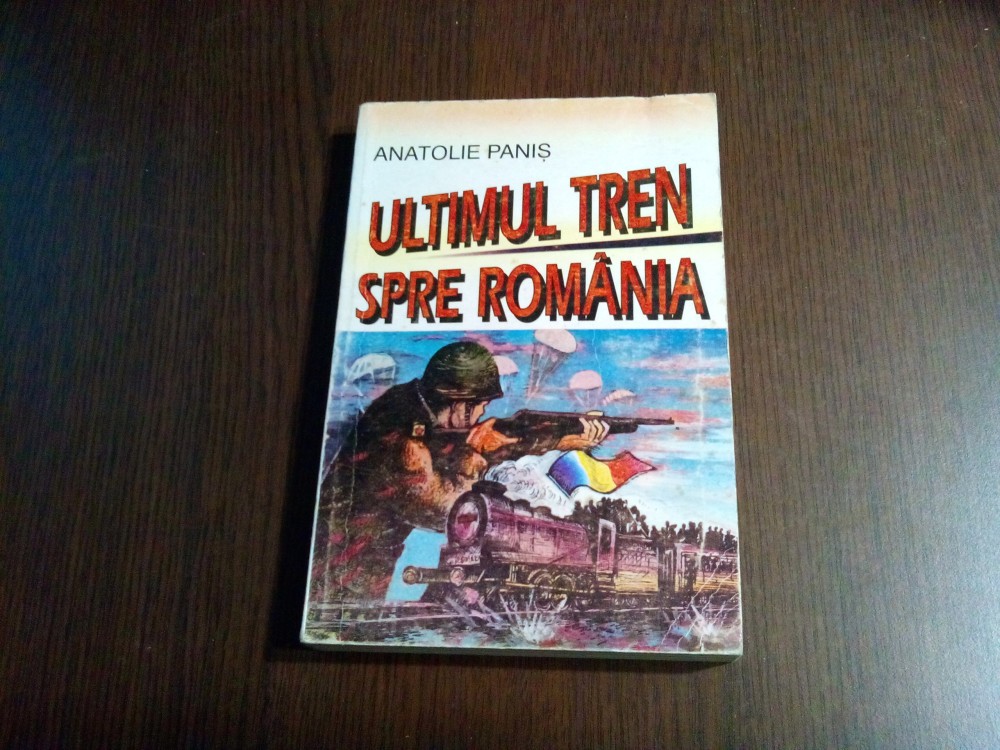 ANATOLIE PANIȘ
ULTIMUL TREN
SPRE ROMÂNIA